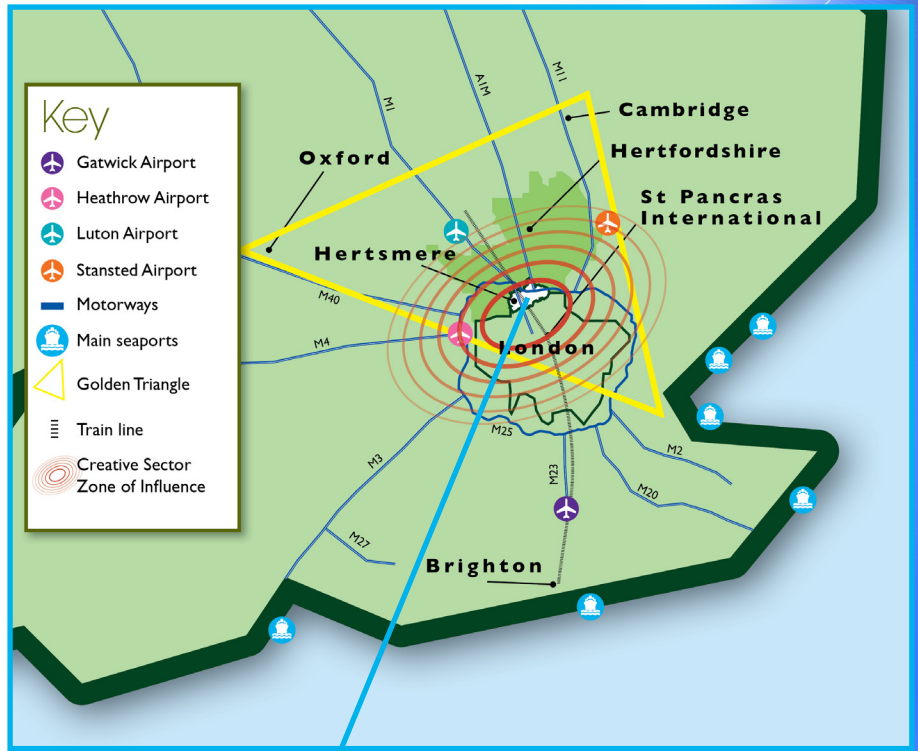 Key
Gatwick Airport
Heathrow Airport
Luton Airport
Stansted Airport
Motorways
Main seaports
Golden Triangle
Train line
Creative Sector
Zone of Influence
M1
A1M
M11
Cambridge
Oxford
Hertfordshire
St Pancras
International
Hertsmere
M40
M4
London
M25
M3
M2
M23
M20
M27
Brighton